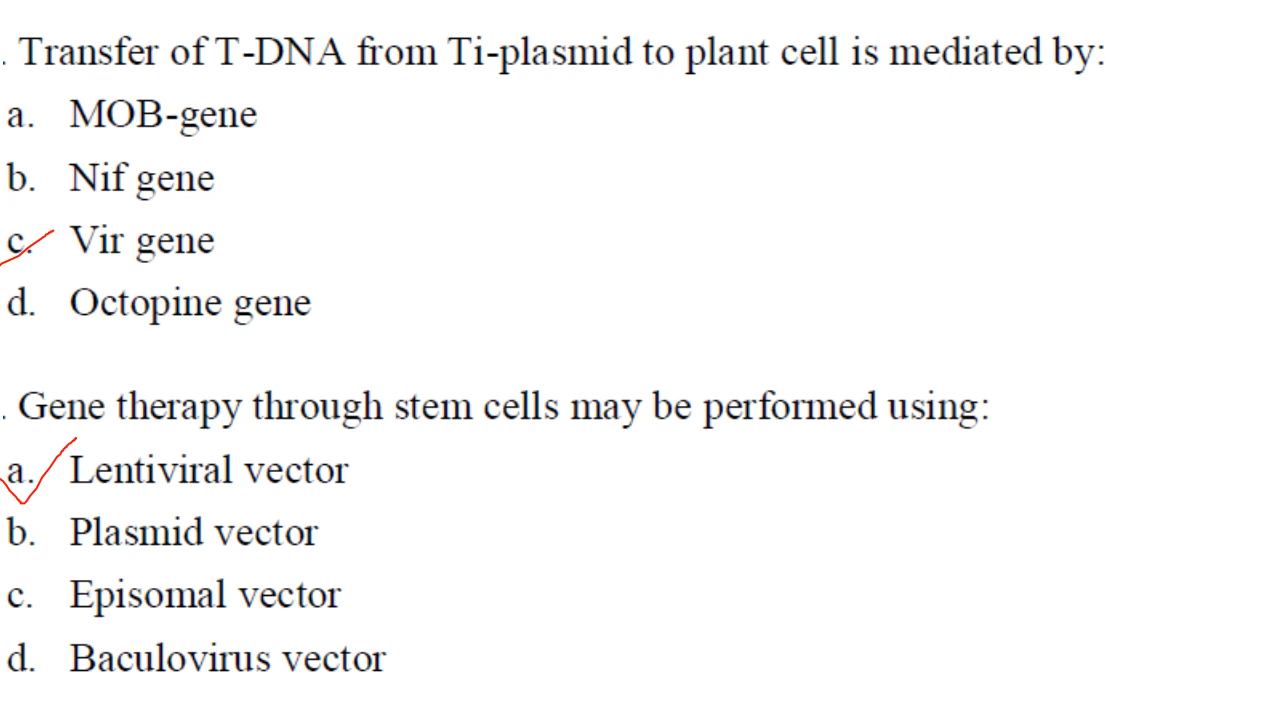 . Transfer of T-DNA from Ti-plasmid to plant cell is mediated by:
a. MOB-gene
b. Nif gene
c. Vir gene
d. Octopine gene
. Gene therapy through stem cells may be performed using:
a. Lentiviral vector
b. Plasmid vector
c. Episomal vector
d. Baculovirus vector